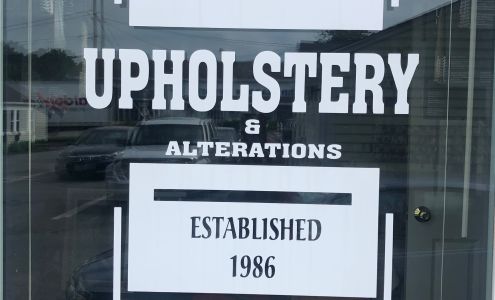 UPHOLSTERY
&
ALTERATIONS
ESTABLISHED
1986